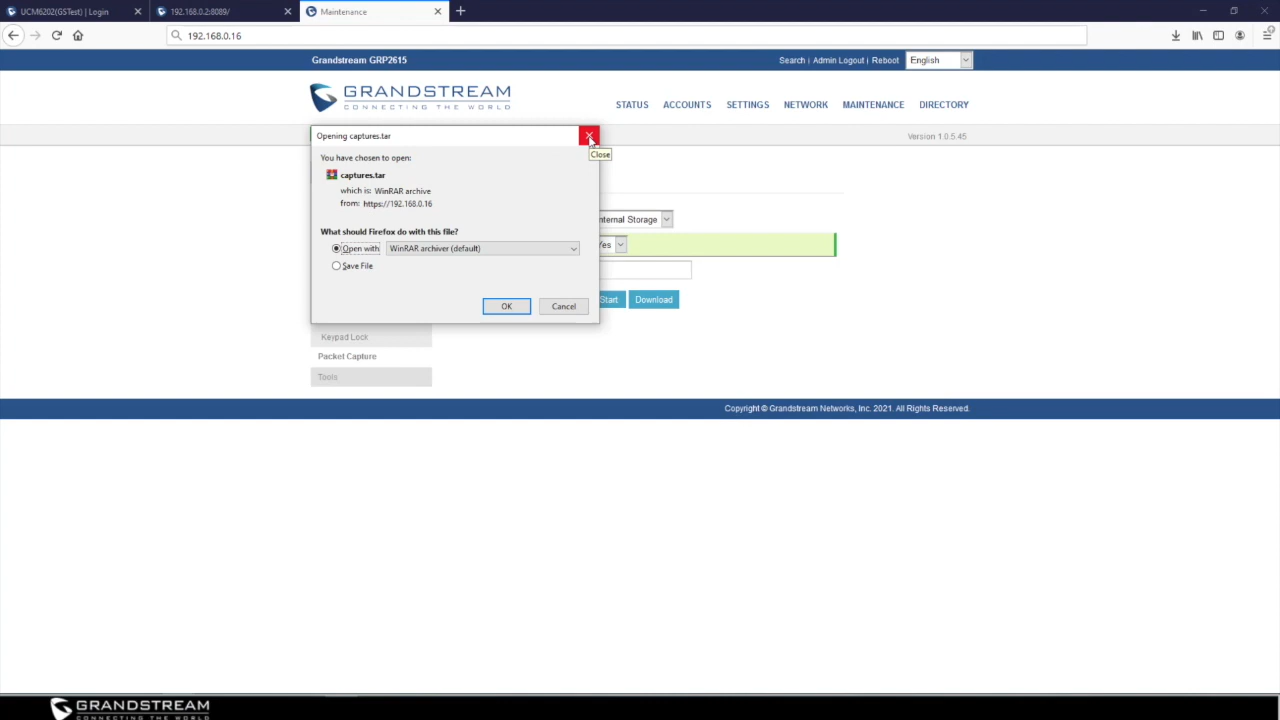 UCM6202(GSTest) | Login
192.168.0.2:8089/
Maintenance
192.168.0.16
Grandstream GRP2615
Search | Admin Logout | Reboot
English
GRANDSTREAM
CONNECTING THE WORLD
STATUS ACCOUNTS SETTINGS NETWORK MAINTENANCE DIRECTORY
Version 1.0.5.45
Opening captures.tar
Close
You have chosen to open:
captures.tar
which is: WinRAR archive
from: https://192.168.0.16
What should Firefox do with this file?
Open with WinRAR archiver (default)
Save File
OK Cancel
nternal Storage
Yes
Start Download
Keypad Lock
Packet Capture
Tools
Copyright © Grandstream Networks, Inc. 2021. All Rights Reserved.
GRANDSTREAM
CONNECTING THE WORLD